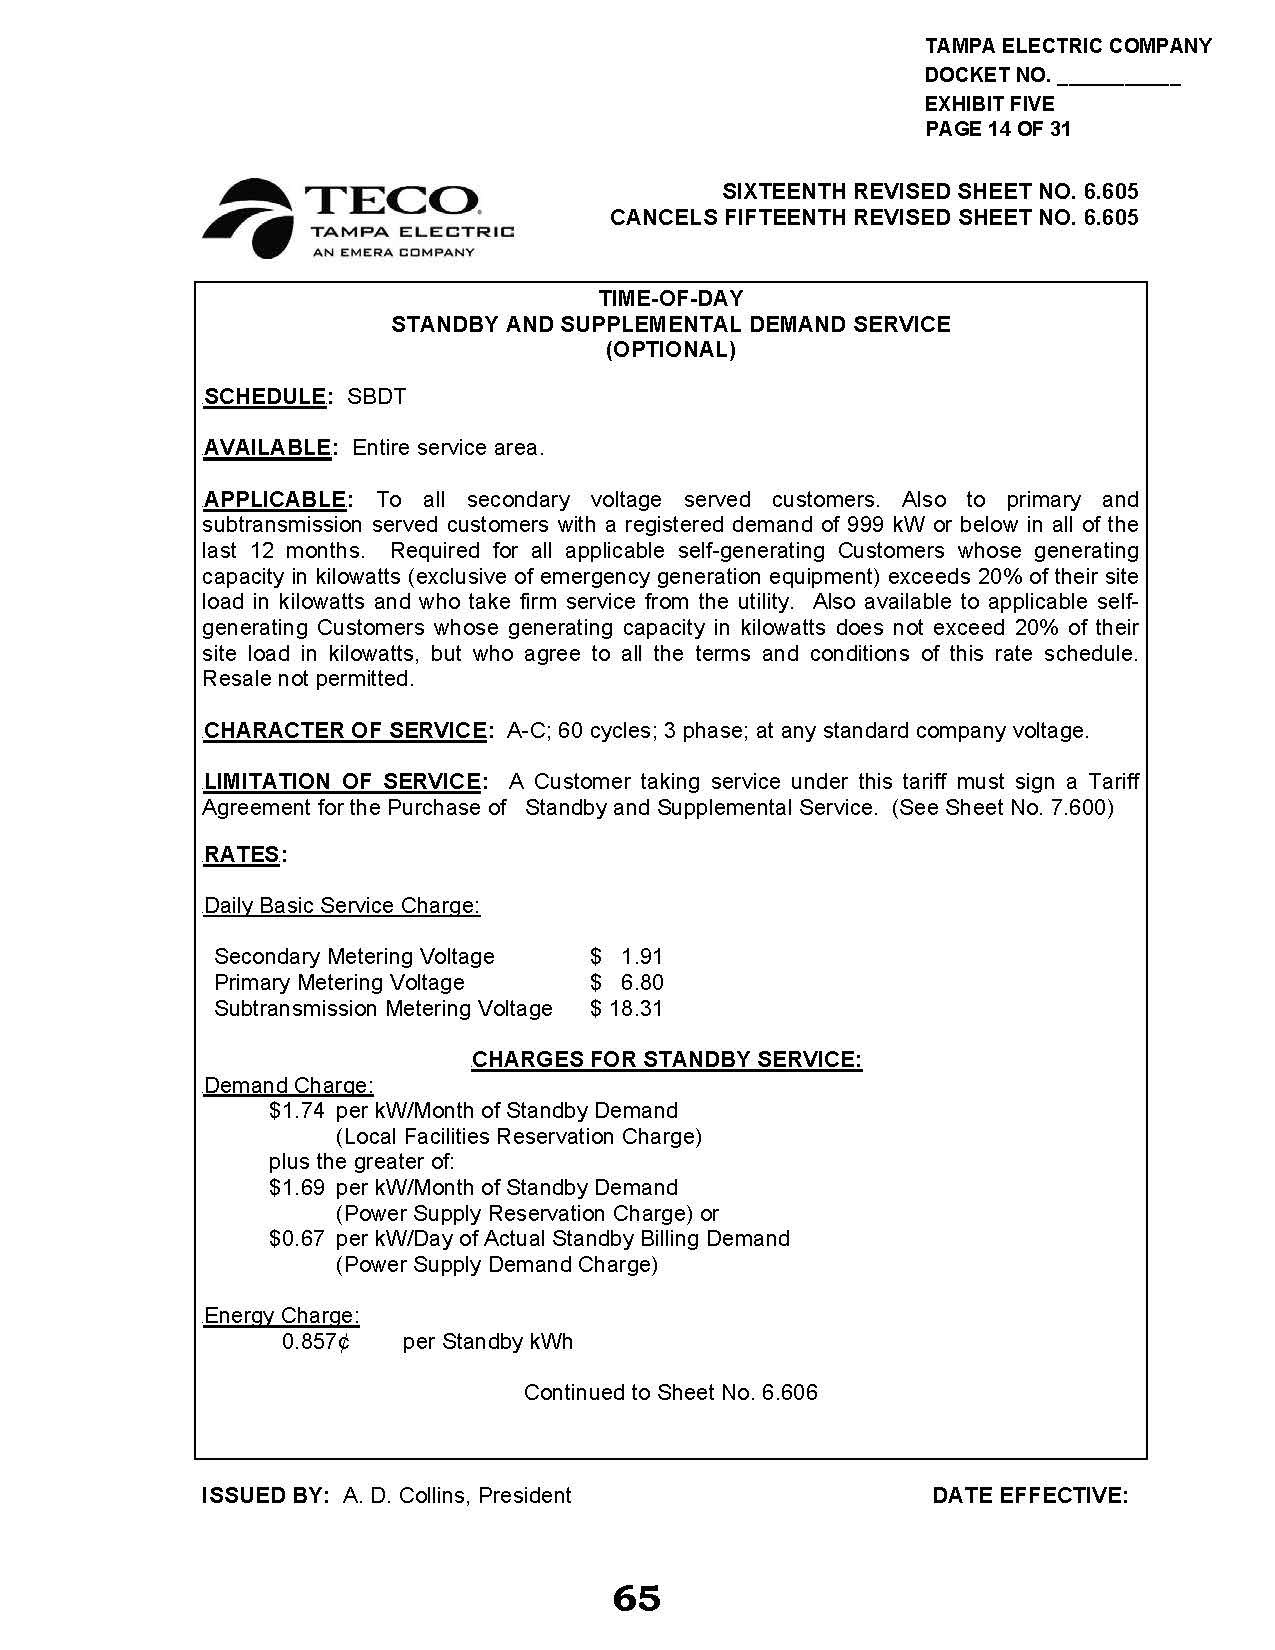 TAMPA ELECTRIC COMPANY
DOCKET NO. ___________
EXHIBIT FIVE
PAGE 14 OF 31
TECO.
TAMPA ELECTRIC
AN EMERA COMPANY
SIXTEENTH REVISED SHEET NO. 6.605
CANCELS FIFTEENTH REVISED SHEET NO. 6.605
TIME-OF-DAY
STANDBY AND SUPPLEMENTAL DEMAND SERVICE
(OPTIONAL)
SCHEDULE: SBDT
AVAILABLE: Entire service area.
APPLICABLE: To all secondary voltage served customers. Also to primary and
subtransmission served customers with a registered demand of 999 kW or below in all of the
last 12 months. Required for all applicable self-generating Customers whose generating
capacity in kilowatts (exclusive of emergency generation equipment) exceeds 20% of their site
load in kilowatts and who take firm service from the utility. Also available to applicable self-
generating Customers whose generating capacity in kilowatts does not exceed 20% of their
site load in kilowatts, but who agree to all the terms and conditions of this rate schedule.
Resale not permitted.
CHARACTER OF SERVICE: A-C; 60 cycles; 3 phase; at any standard company voltage.
LIMITATION OF SERVICE: A Customer taking service under this tariff must sign a Tariff
Agreement for the Purchase of Standby and Supplemental Service. (See Sheet No. 7.600)
RATES:
Daily Basic Service Charge:
Secondary Metering Voltage $ 1.91
Primary Metering Voltage $ 6.80
Subtransmission Metering Voltage $ 18.31
CHARGES FOR STANDBY SERVICE:
Demand Charge:
$1.74 per kW/Month of Standby Demand
(Local Facilities Reservation Charge)
plus the greater of:
$1.69 per kW/Month of Standby Demand
(Power Supply Reservation Charge) or
$0.67 per kW/Day of Actual Standby Billing Demand
(Power Supply Demand Charge)
Energy Charge:
0.857¢ per Standby kWh
Continued to Sheet No. 6.606
ISSUED BY: A. D. Collins, President DATE EFFECTIVE:
65